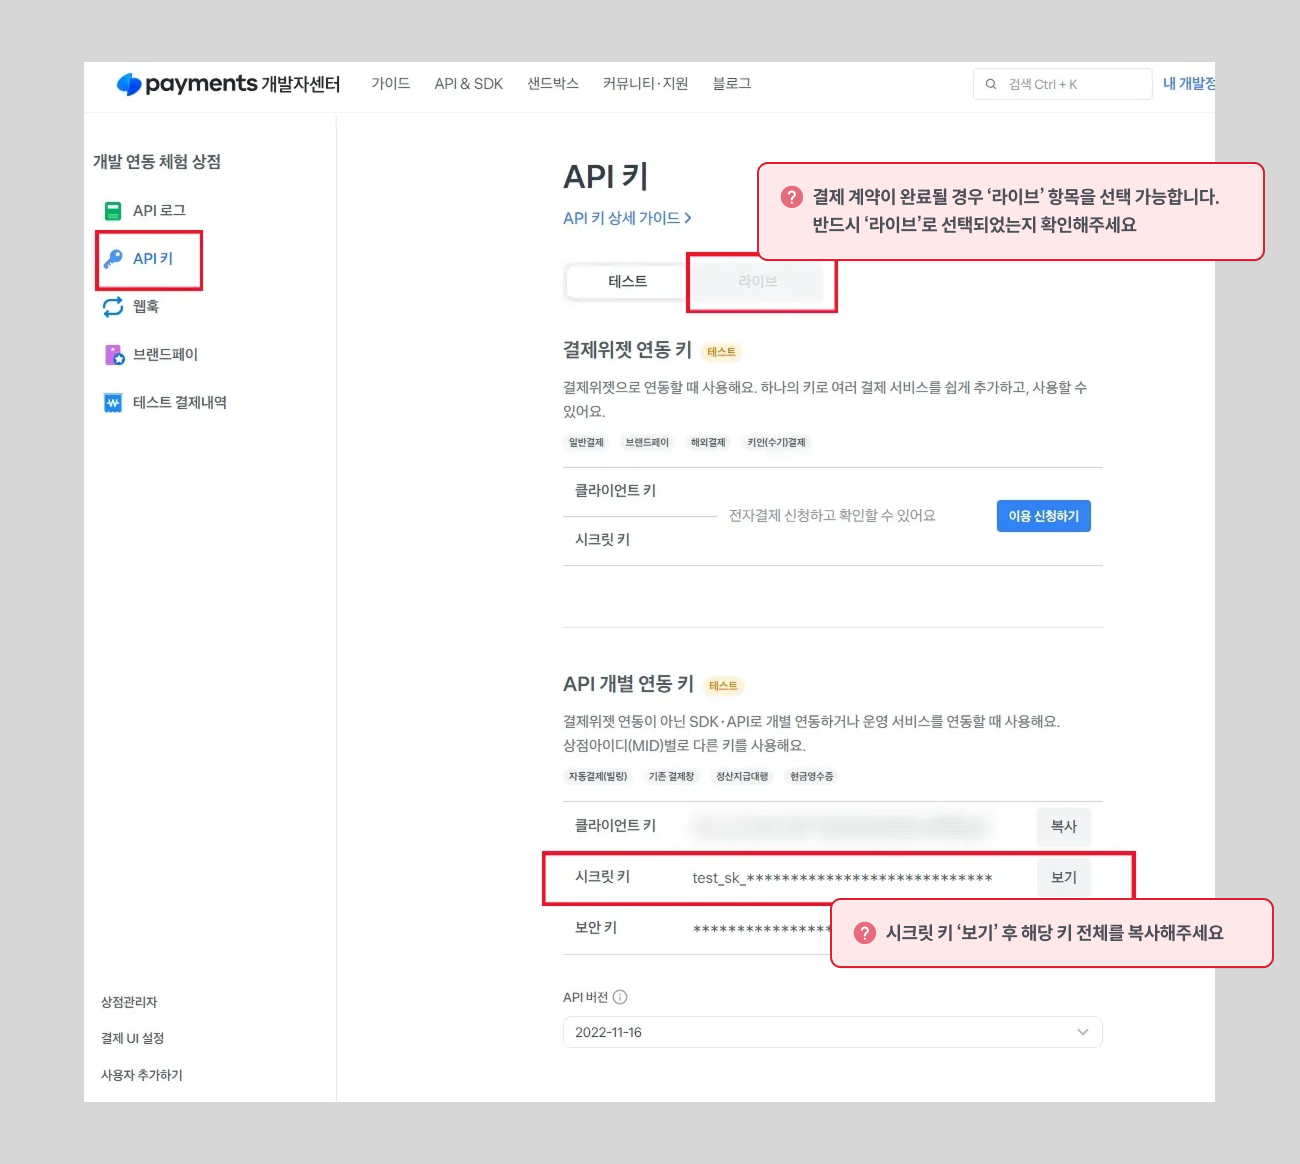 payments 개발자센터
가이드
API & SDK
샌드박스
커뮤니티·지원
블로그
검색 Ctrl + K
내 개발정
개발 연동 체험 상점
API 로그
API 키
웹훅
브랜드페이
테스트 결제내역
상점관리자
결제 UI 설정
사용자 추가하기
API 키
API 키 상세 가이드
결제 계약이 완료될 경우 ‘라이브’ 항목을 선택 가능합니다.
반드시 ‘라이브’로 선택되었는지 확인해주세요
테스트
라이브
결제위젯 연동 키 테스트
결제위젯으로 연동할 때 사용해요. 하나의 키로 여러 결제 서비스를 쉽게 추가하고, 사용할 수
있어요.
일반결제 브랜드페이 해외결제 키인(수기)결제
클라이언트 키
전자결제 신청하고 확인할 수 있어요
이용 신청하기
시크릿 키
API 개별 연동 키 테스트
결제위젯 연동이 아닌 SDK·API로 개별 연동하거나 운영 서비스를 연동할 때 사용해요.
상점아이디(MID)별로 다른 키를 사용해요.
자동결제(빌링) 기존 결제창 정산지급대행 현금영수증
클라이언트 키
복사
시크릿 키 test_sk_**************************** 보기
보안 키 ****************
시크릿 키 ‘보기’ 후 해당 키 전체를 복사해주세요
API 버전
2022-11-16